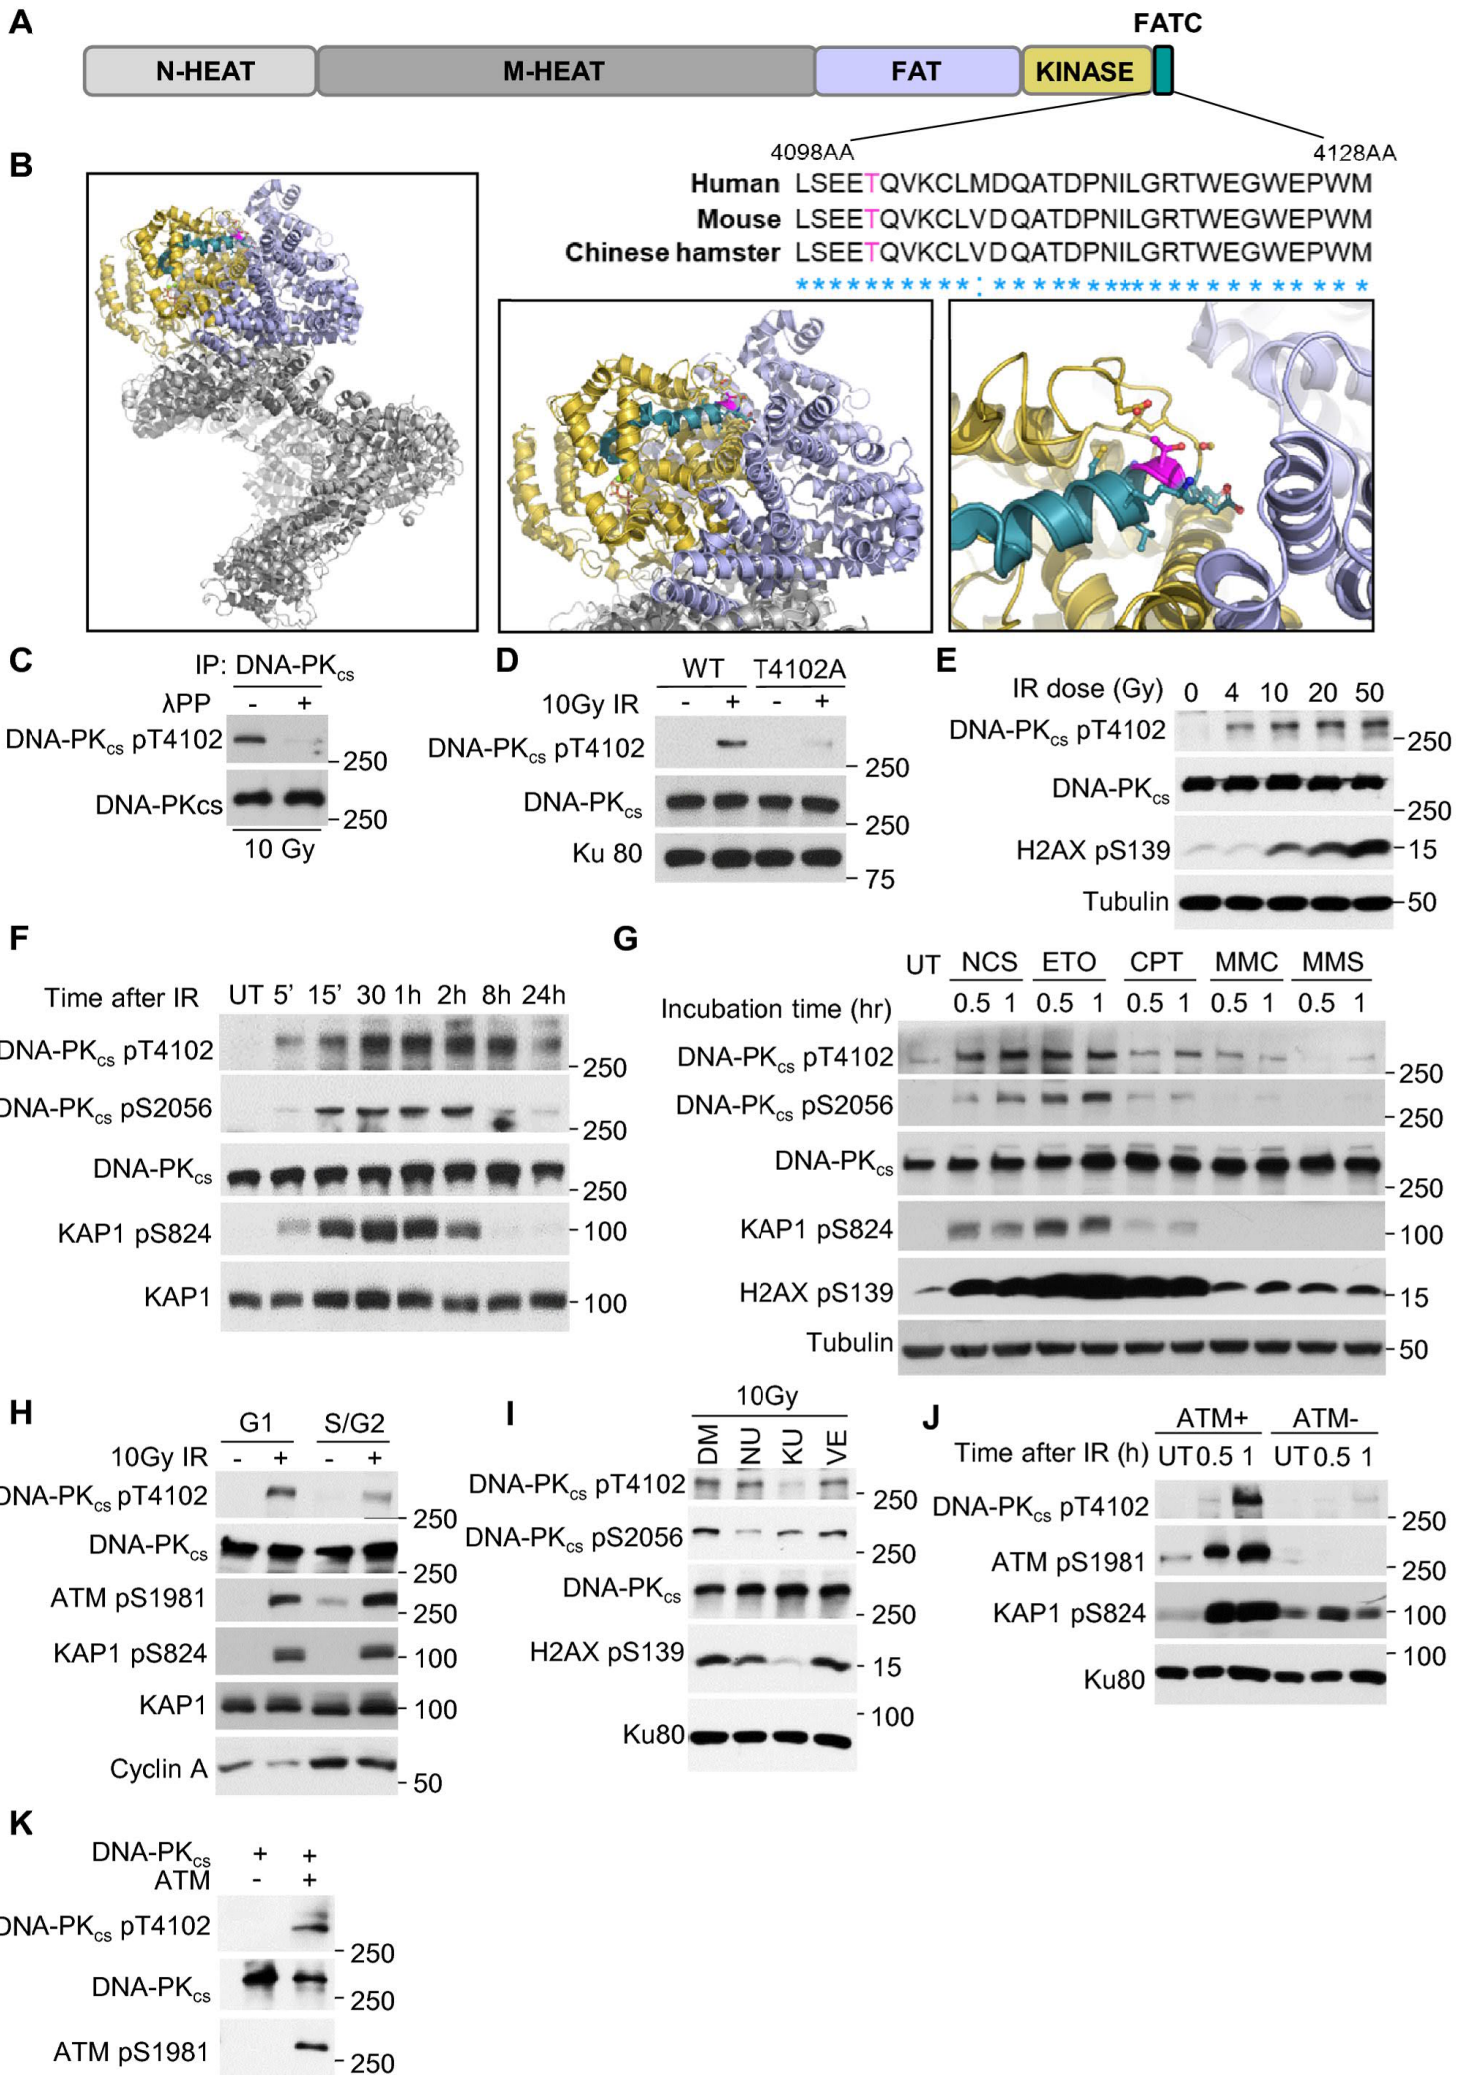 A
FATC
N-HEAT M-HEAT FAT KINASE
4098AA 4128AA
Human LSEETQVKCLMDQATDPNILGRTWEGWEPWM
Mouse LSEETQVKCLVDQATDPNILGRTWEGWEPWM
Chinese hamster LSEETQVKCLVDQATDPNILGRTWEGWEPWM
**********:********************
B
C
IP: DNA-PKcs
λPP - +
DNA-PKcs pT4102
250
DNA-PKcs
250
10 Gy
D
WT T4102A
10Gy IR - + - +
DNA-PKcs pT4102
250
DNA-PKcs
250
Ku 80
75
E
IR dose (Gy) 0 4 10 20 50
DNA-PKcs pT4102
250
DNA-PKcs
250
H2AX pS139
15
Tubulin
50
F
Time after IR UT 5’ 15’ 30 1h 2h 8h 24h
DNA-PKcs pT4102
250
DNA-PKcs pS2056
250
DNA-PKcs
250
KAP1 pS824
100
KAP1
100
G
UT NCS ETO CPT MMC MMS
Incubation time (hr) 0.5 1 0.5 1 0.5 1 0.5 1 0.5 1
DNA-PKcs pT4102
250
DNA-PKcs pS2056
250
DNA-PKcs
250
KAP1 pS824
100
H2AX pS139
15
Tubulin
50
H
G1 S/G2
10Gy IR - + - +
DNA-PKcs pT4102
250
DNA-PKcs
250
ATM pS1981
250
KAP1 pS824
100
KAP1
100
Cyclin A
50
I
10Gy
DM NU KU VE
DNA-PKcs pT4102
250
DNA-PKcs pS2056
250
DNA-PKcs
250
H2AX pS139
15
100
Ku80
J
ATM+ ATM-
Time after IR (h) UT 0.5 1 UT 0.5 1
DNA-PKcs pT4102
250
ATM pS1981
250
KAP1 pS824
100
100
Ku80
K
DNA-PKcs + +
ATM - +
DNA-PKcs pT4102
250
DNA-PKcs
250
ATM pS1981
250